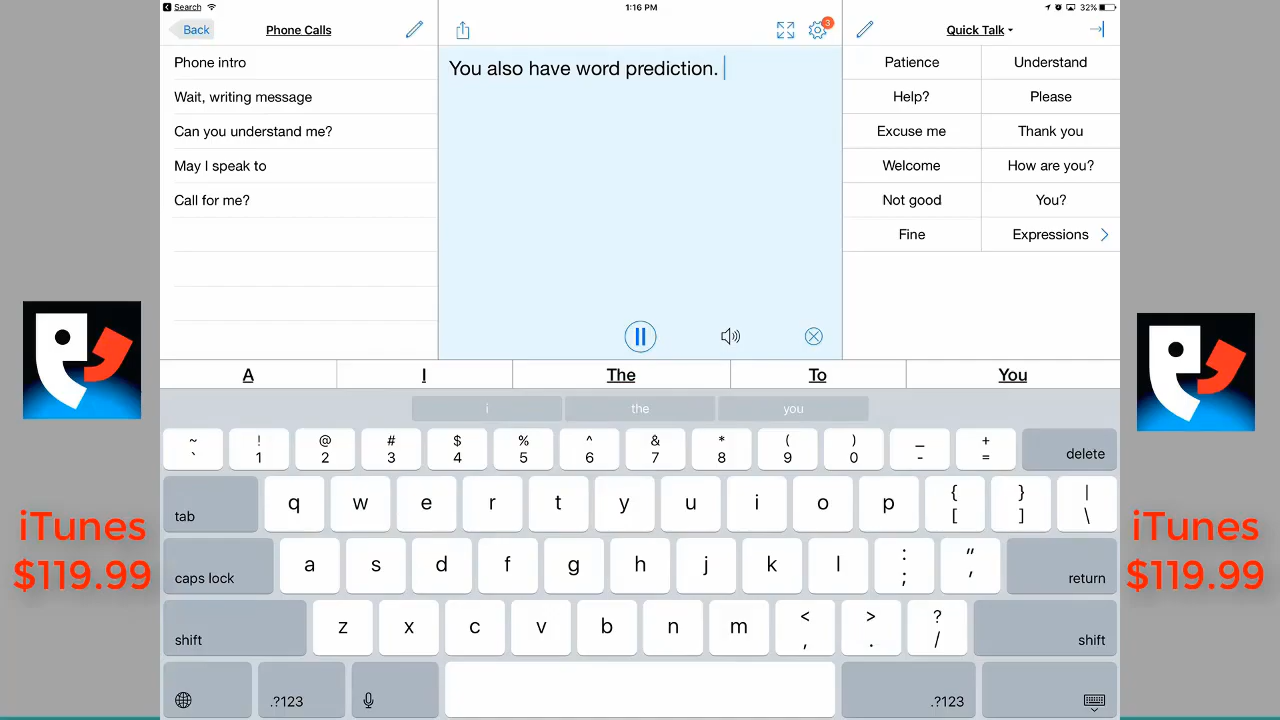 Search
1:16 PM
32%
Back
Phone Calls
3
Quick Talk
Phone intro
Wait, writing message
Can you understand me?
May I speak to
Call for me?
You also have word prediction.
Patience Understand
Help? Please
Excuse me Thank you
Welcome How are you?
Not good You?
Fine Expressions
A I The To You
i the you
~ ! @ # $ % ^ & * ( ) _ +
` 1 2 3 4 5 6 7 8 9 0 - = delete
tab q w e r t y u i o p { [ } ] | \
caps lock a s d f g h j k l : ; " ' return
shift z x c v b n m < , > . ? / shift
.?123 .?123
iTunes
$119.99
iTunes
$119.99